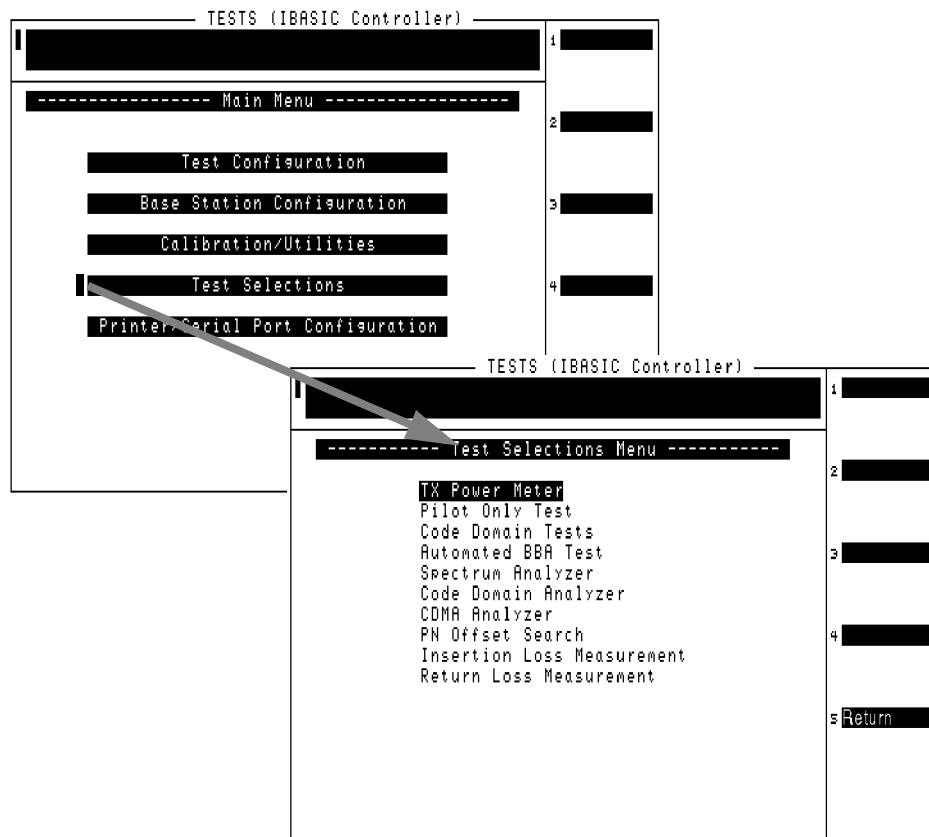 TESTS (IBASIC Controller)
1
----------------- Main Menu ------------------
2
Test Configuration
Base Station Configuration
3
Calibration/Utilities
Test Selections
4
Printer/Serial Port Configuration
TESTS (IBASIC Controller)
1
----------- Test Selections Menu -----------
2
TX Power Meter
Pilot Only Test
Code Domain Tests
Automated BBA Test
3
Spectrum Analyzer
Code Domain Analyzer
CDMA Analyzer
PN Offset Search
4
Insertion Loss Measurement
Return Loss Measurement
5 Return